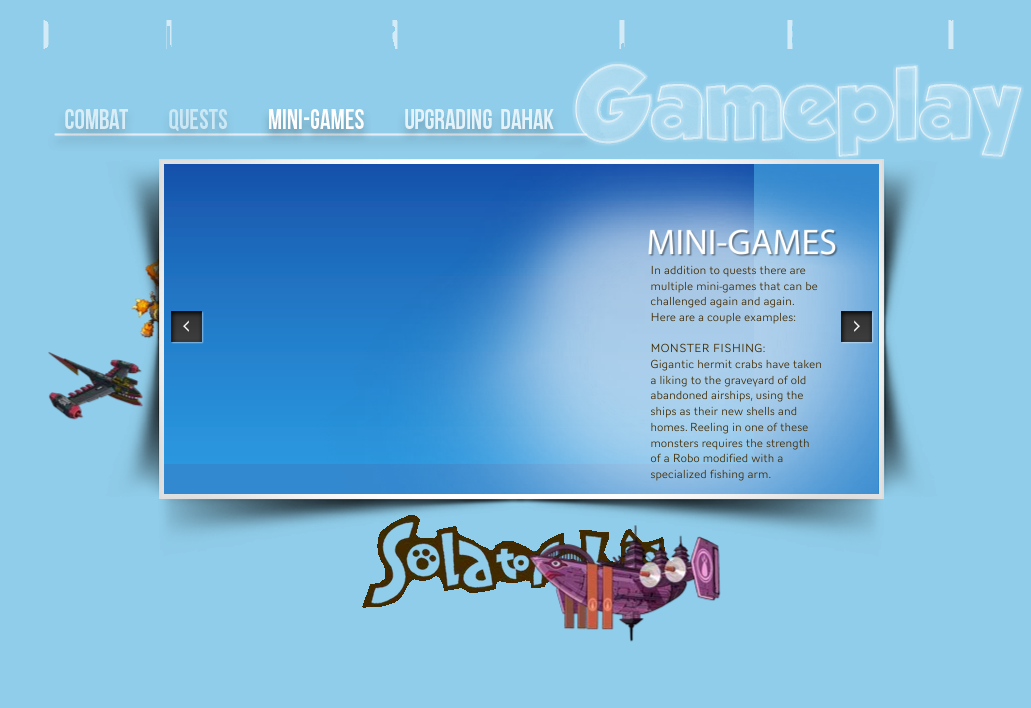 Gameplay
COMBAT QUESTS MINI-GAMES UPGRADING DAHAK
MINI-GAMES
In addition to quests there are
multiple mini-games that can be
challenged again and again.
Here are a couple examples:
MONSTER FISHING:
Gigantic hermit crabs have taken
a liking to the graveyard of old
abandoned airships, using the
ships as their new shells and
homes. Reeling in one of these
monsters requires the strength
of a Robo modified with a
specialized fishing arm.
Solato